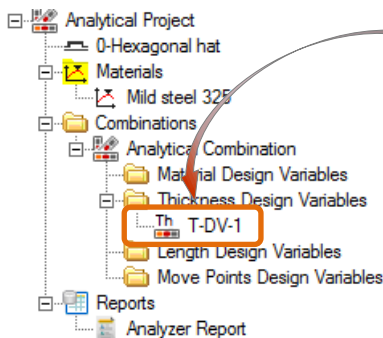 Analytical Project
0-Hexagonal hat
Materials
Mild steel 325
Combinations
Analytical Combination
Material Design Variables
Thickness Design Variables
Th T-DV-1
Length Design Variables
Move Points Design Variables
Reports
Analyzer Report